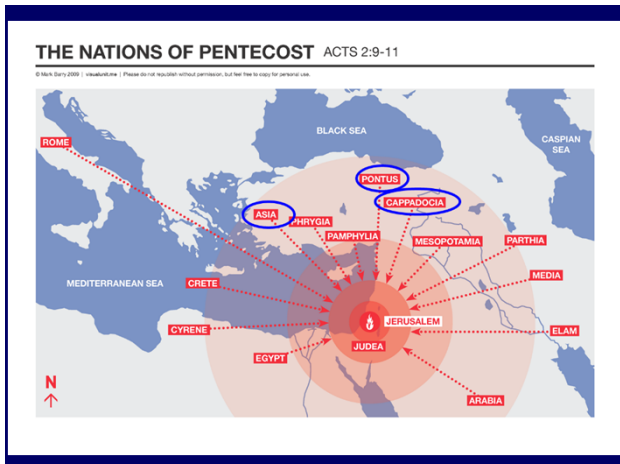 THE NATIONS OF PENTECOST ACTS 2:9-11
© Mark Barry 2009 | visualunit.me | Please do not republish without permission, but feel free to copy for personal use.
BLACK SEA
CASPIAN
SEA
ROME
PONTUS
CAPPADOCIA
ASIA
PHRYGIA
PAMPHYLIA
MESOPOTAMIA
PARTHIA
MEDIA
MEDITERRANEAN SEA
CRETE
JERUSALEM
CYRENE
ELAM
JUDEA
EGYPT
N
ARABIA